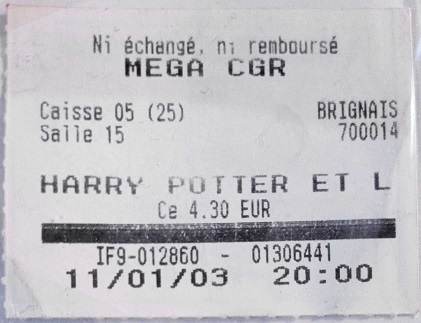 Ni échangé, ni remboursé
MEGA CGR
Caisse 05 (25) BRIGNAIS
Salle 15 700014
HARRY POTTER ET L
Ce 4.30 EUR
IF9-012860 - 01306441
11/01/03 20:00